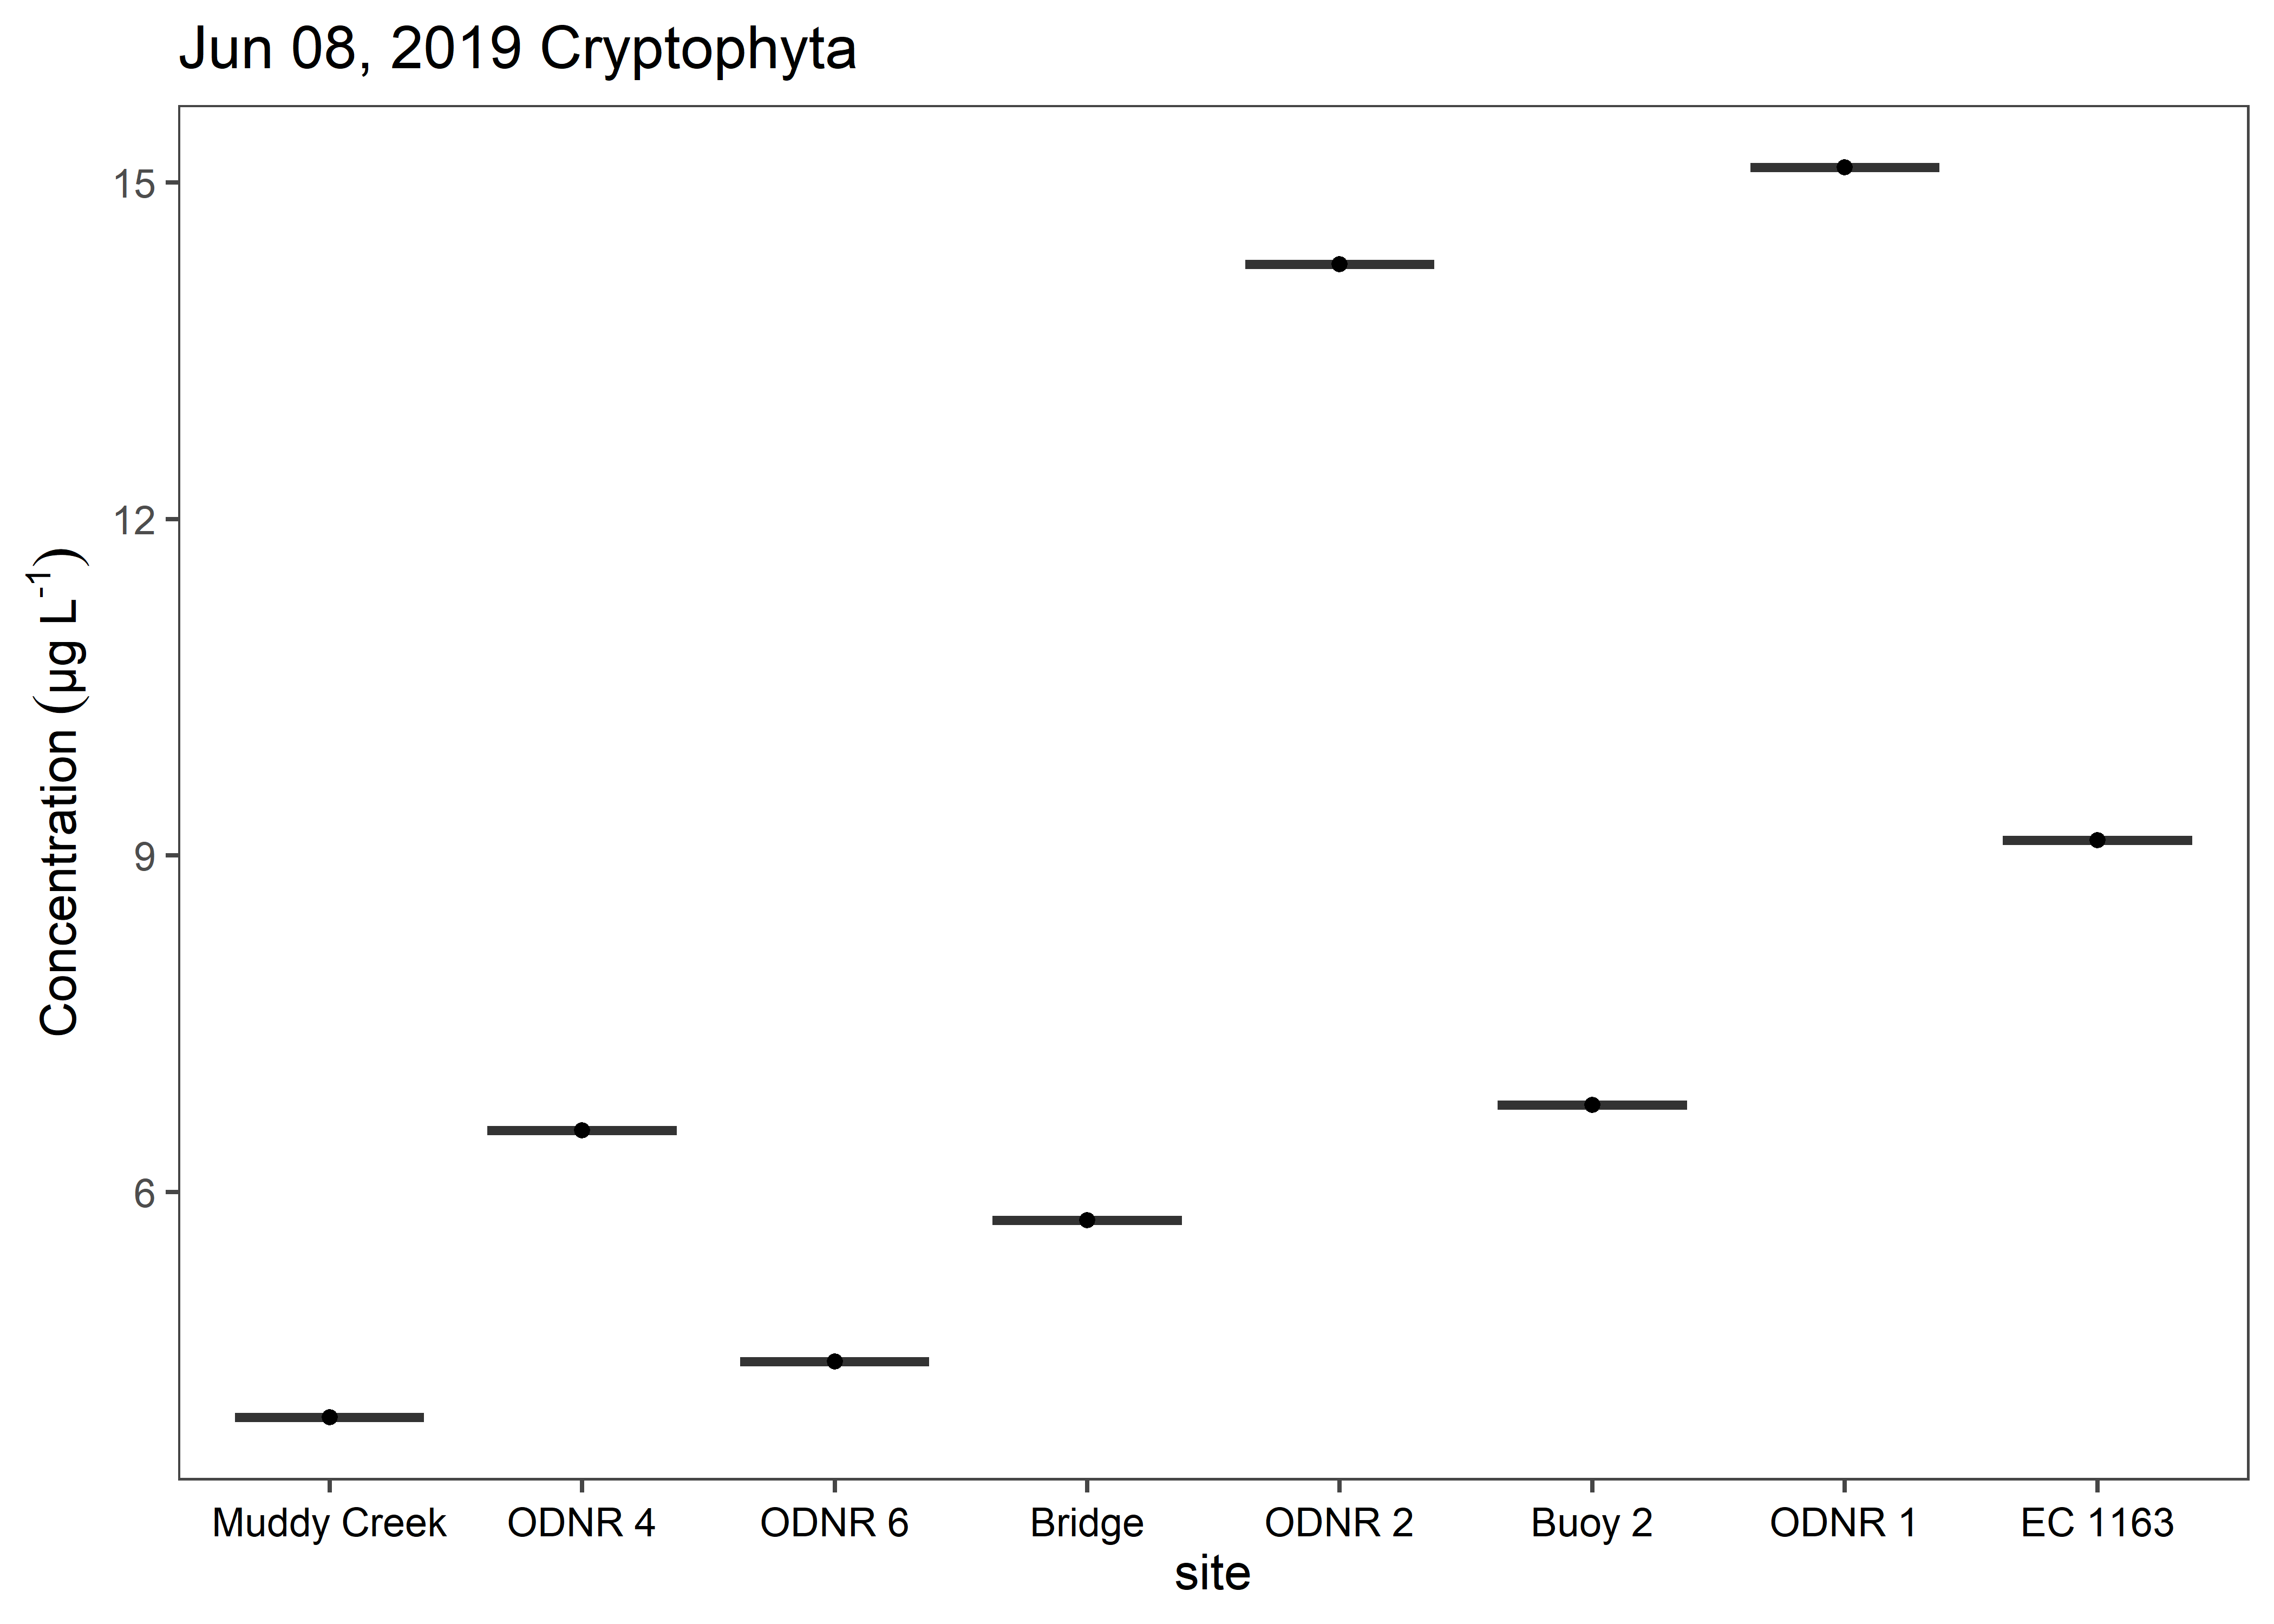 Jun 08, 2019 Cryptophyta
Concentration (µg L⁻¹)
15
12
9
6
Muddy Creek ODNR 4 ODNR 6 Bridge ODNR 2 Buoy 2 ODNR 1 EC 1163
site